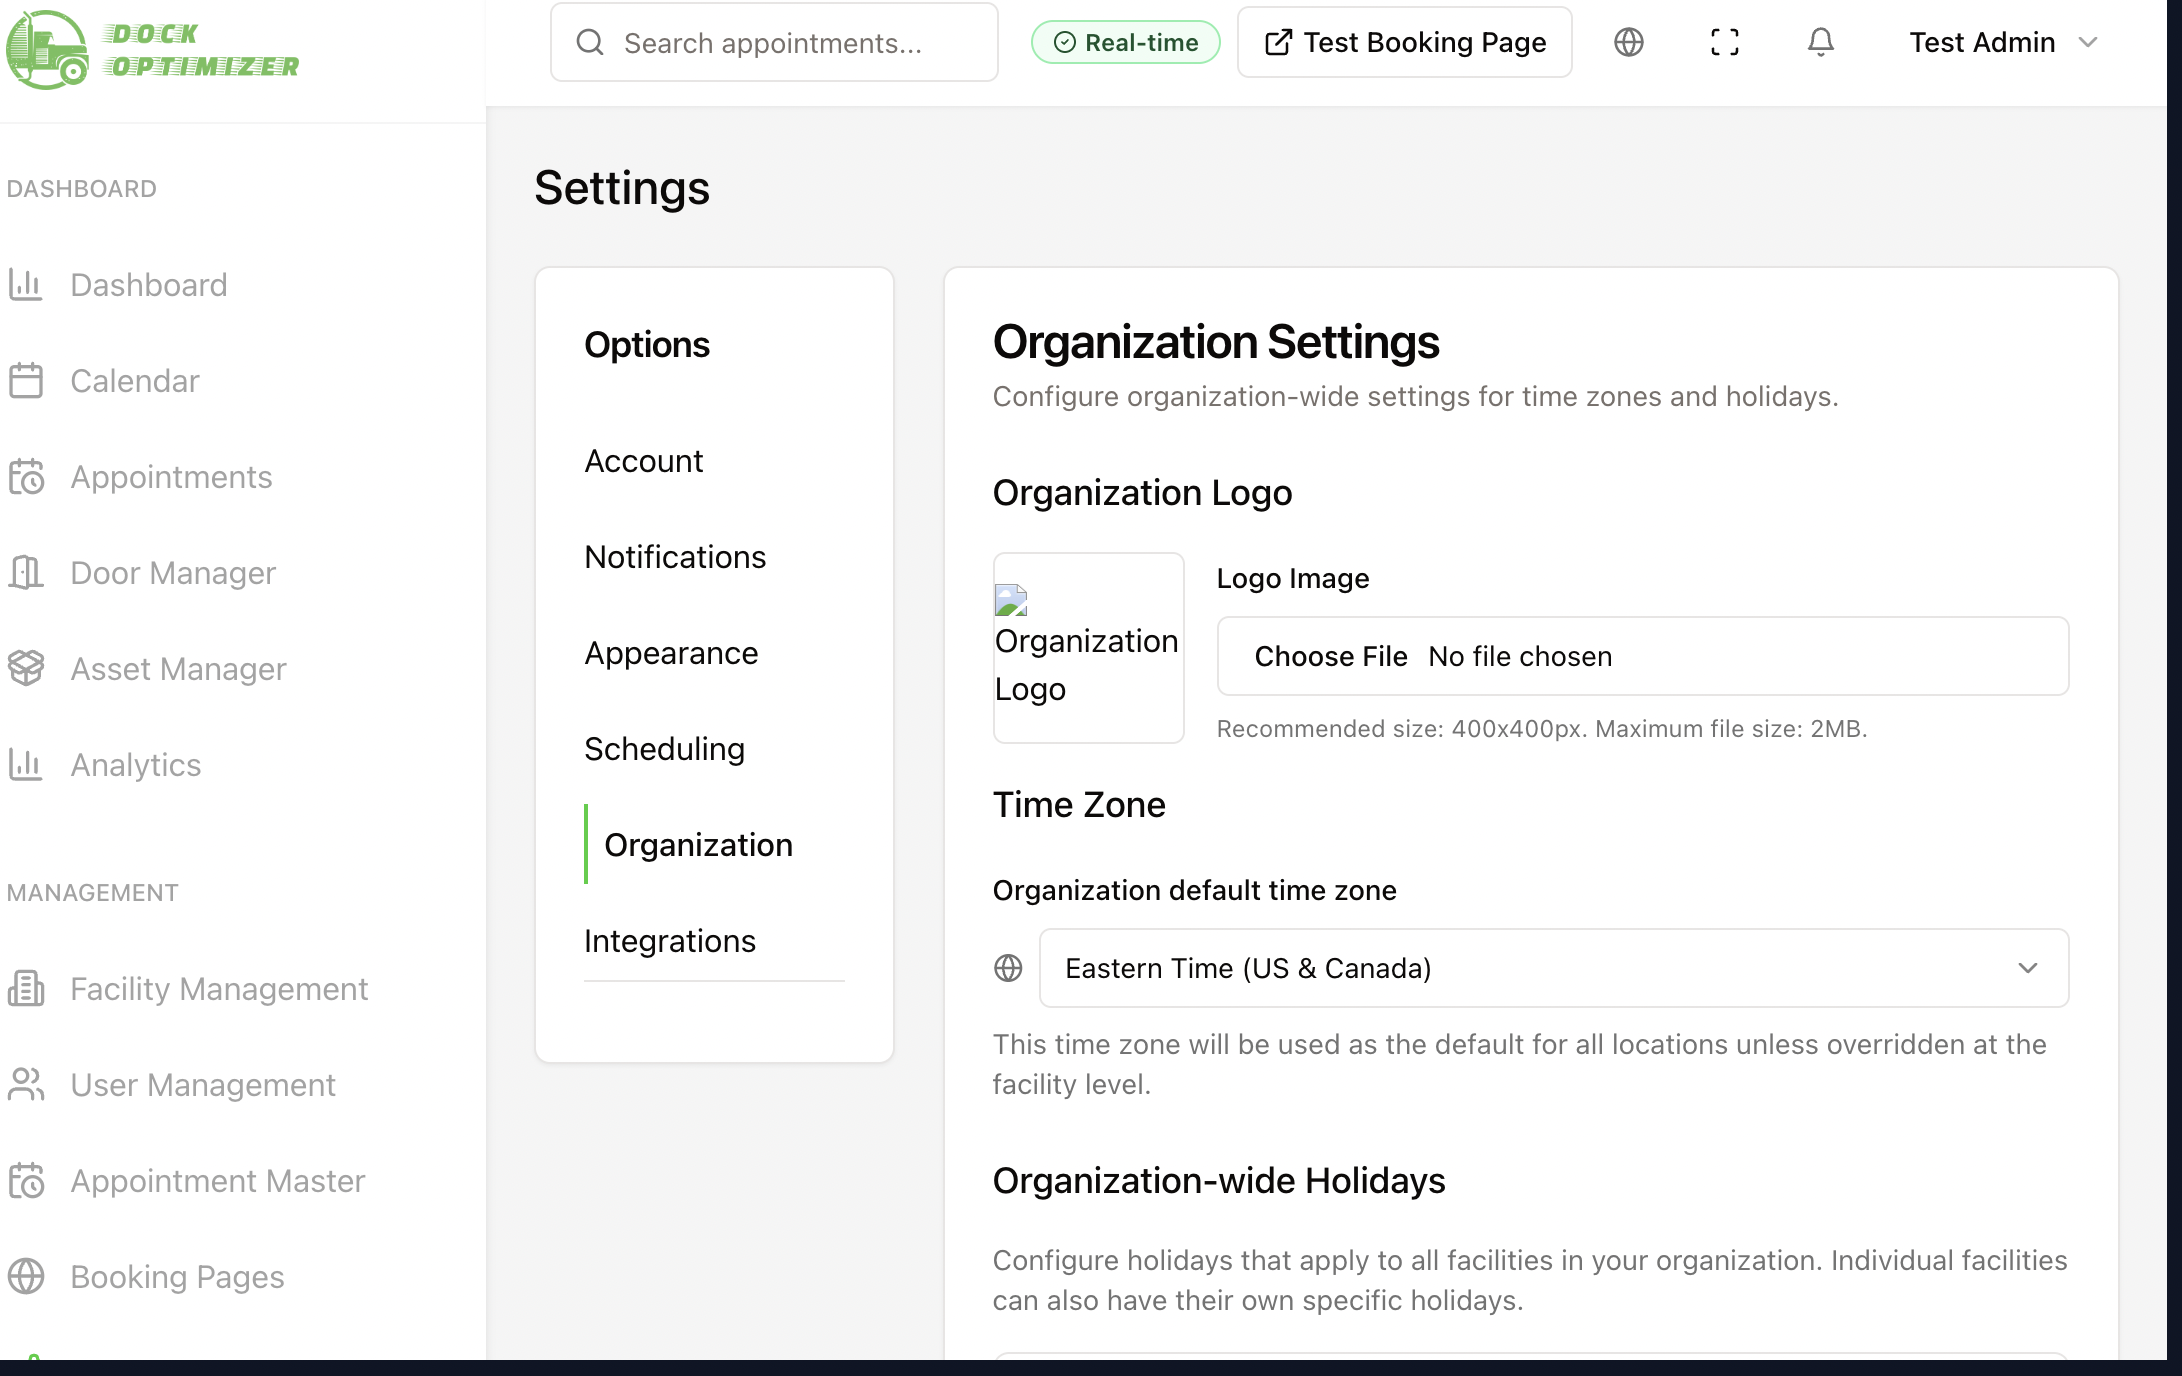 DOCK
OPTIMIZER
Search appointments...
Real-time
Test Booking Page
Test Admin
DASHBOARD
Dashboard
Calendar
Appointments
Door Manager
Asset Manager
Analytics
MANAGEMENT
Facility Management
User Management
Appointment Master
Booking Pages
Settings
Options
Account
Notifications
Appearance
Scheduling
Organization
Integrations
Organization Settings
Configure organization-wide settings for time zones and holidays.
Organization Logo
Organization
Logo
Logo Image
Choose File No file chosen
Recommended size: 400x400px. Maximum file size: 2MB.
Time Zone
Organization default time zone
Eastern Time (US & Canada)
This time zone will be used as the default for all locations unless overridden at the
facility level.
Organization-wide Holidays
Configure holidays that apply to all facilities in your organization. Individual facilities
can also have their own specific holidays.